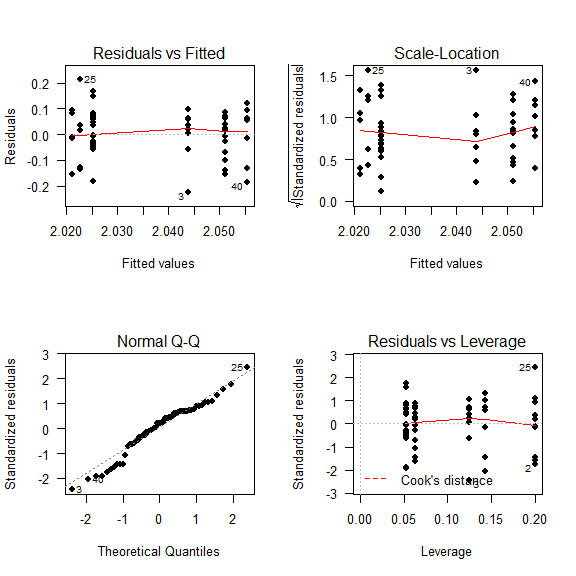 Residuals vs Fitted
Residuals
0.2
0.1
0.0
-0.1
-0.2
25
3
40
2.020 2.030 2.040 2.050
Fitted values
Scale-Location
√|Standardized residuals|
1.5
1.0
0.5
0.0
25
3
40
2.020 2.030 2.040 2.050
Fitted values
Normal Q-Q
Standardized residuals
3
2
1
0
-1
-2
25
40
3
-2 -1 0 1 2
Theoretical Quantiles
Residuals vs Leverage
Standardized residuals
3
2
1
0
-1
-2
-3
25
2
3
Cook's distance
0.00 0.05 0.10 0.15 0.20
Leverage